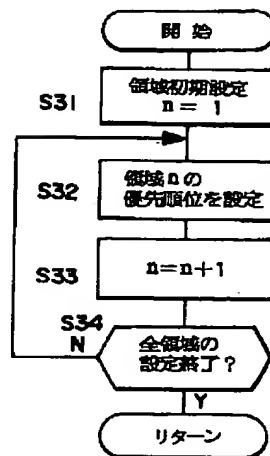 開始
S31
領域初期設定
n = 1
S32
領域nの
優先順位を設定
S33
n=n+1
S34
N
全領域の
設定終了?
Y
リターン